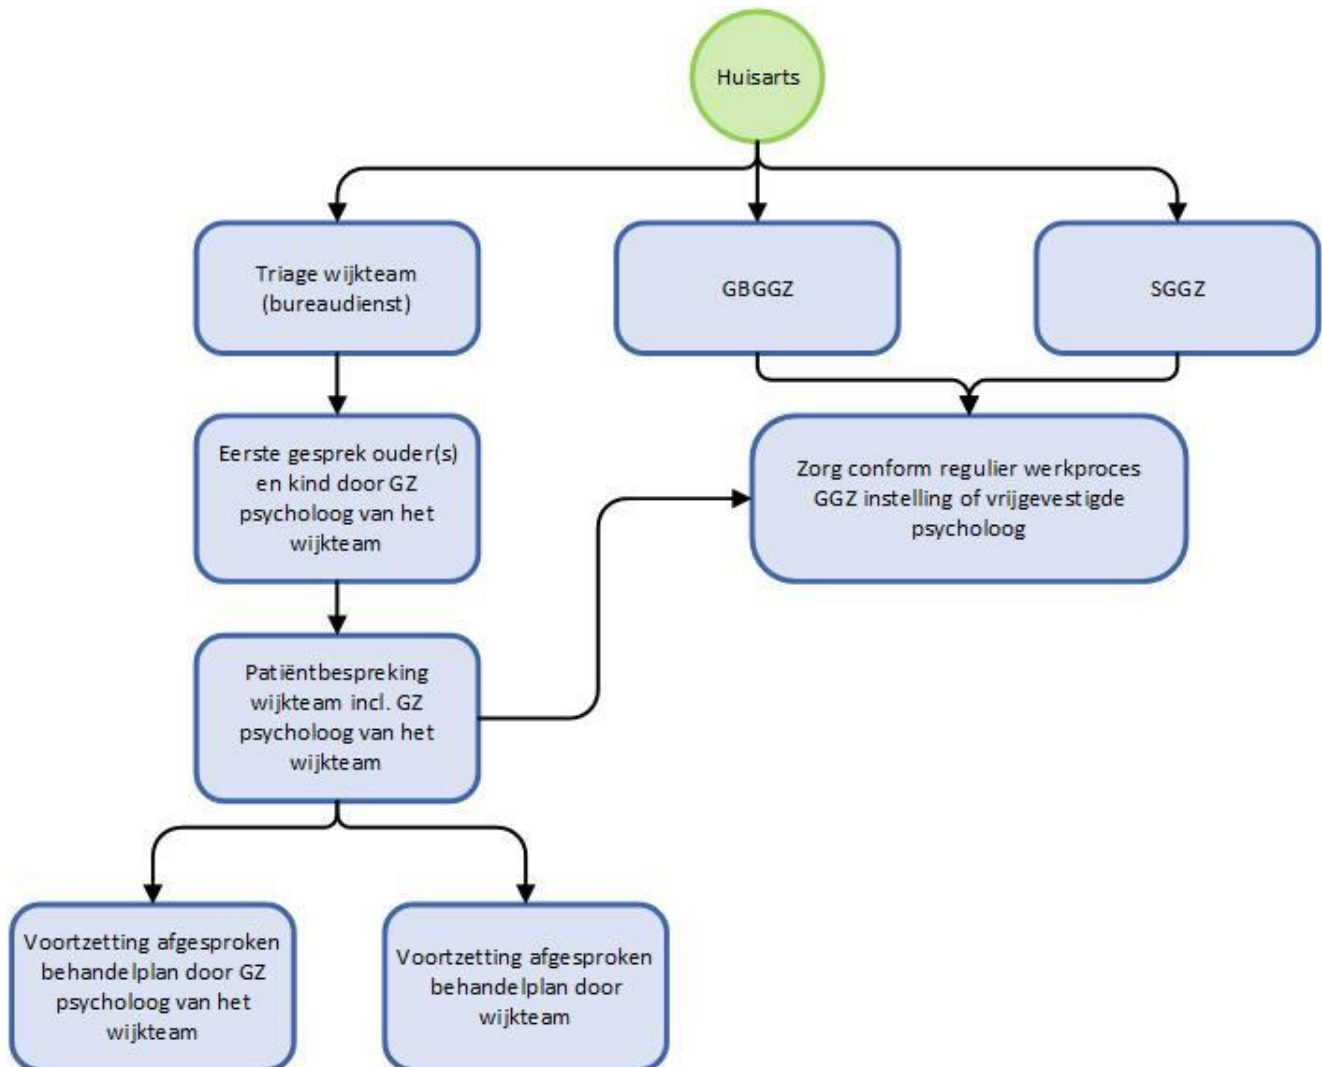 Huisarts
Triage wijkteam
(bureaudienst)
GBGGZ
SGGZ
Eerste gesprek ouder(s)
en kind door GZ
psycholoog van het
wijkteam
Zorg conform regulier werkproces
GGZ instelling of vrijgevestigde
psycholoog
Patiëntbespreking
wijkteam incl. GZ
psycholoog van het
wijkteam
Voortzetting afgesproken
behandelplan door GZ
psycholoog van het
wijkteam
Voortzetting afgesproken
behandelplan door
wijkteam